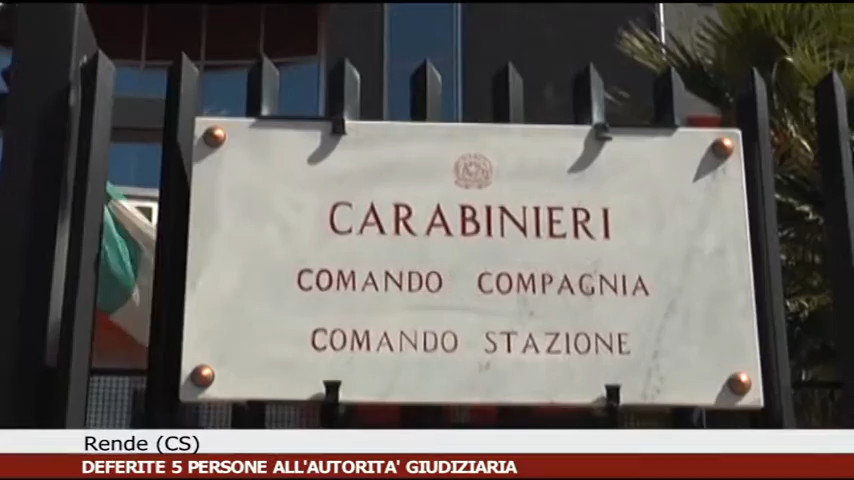 CARABINIERI
COMANDO COMPAGNIA
COMANDO STAZIONE
Rende (CS)
DEFERITE 5 PERSONE ALL'AUTORITA' GIUDIZIARIA